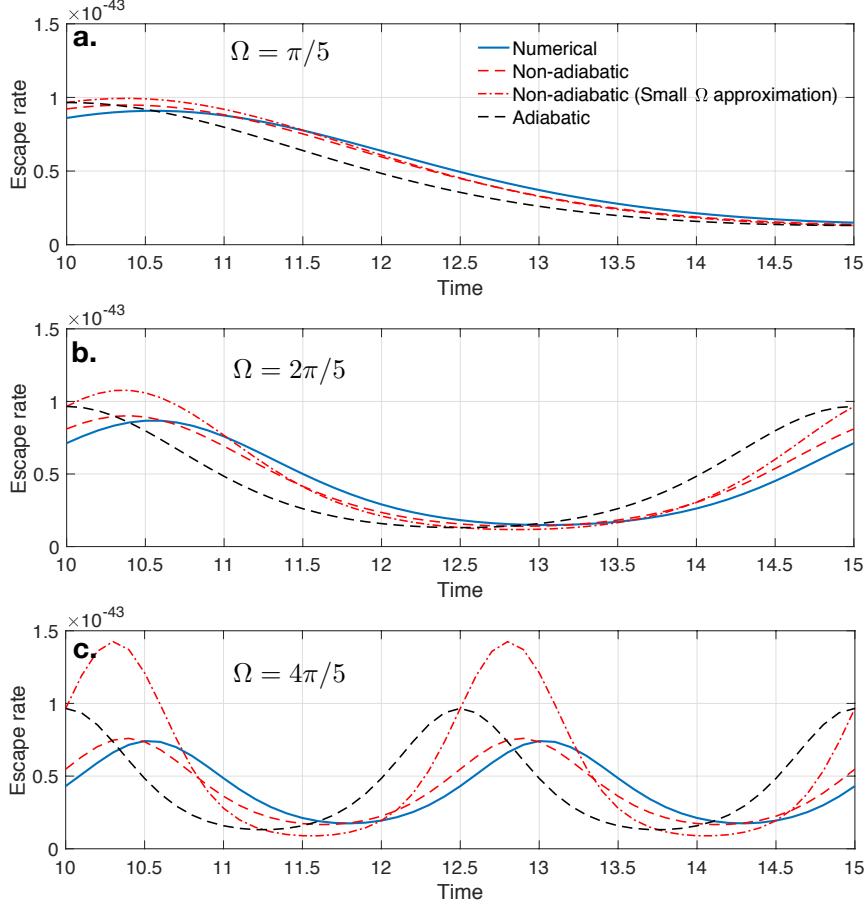 ×10^-43
a.
Ω = π/5
Numerical
Non-adiabatic
Non-adiabatic (Small Ω approximation)
Adiabatic
Escape rate
1.5
1
0.5
0
10 10.5 11 11.5 12 12.5 13 13.5 14 14.5 15
Time
×10^-43
b.
Ω = 2π/5
Escape rate
1.5
1
0.5
0
10 10.5 11 11.5 12 12.5 13 13.5 14 14.5 15
Time
×10^-43
c.
Ω = 4π/5
Escape rate
1.5
1
0.5
0
10 10.5 11 11.5 12 12.5 13 13.5 14 14.5 15
Time